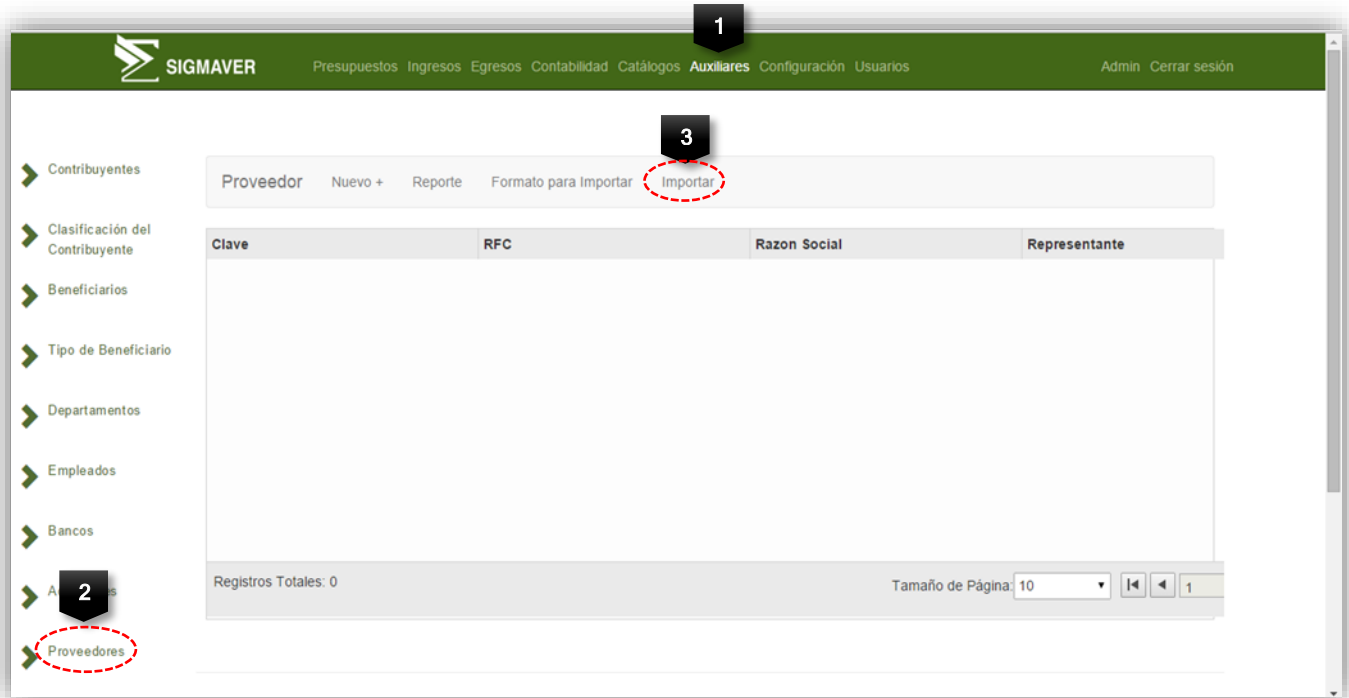 1
SIGMAVER
Presupuestos Ingresos Egresos Contabilidad Catálogos Auxiliares Configuración Usuarios
Admin Cerrar sesión
3
Contribuyentes
Clasificación del
Contribuyente
Beneficiarios
Tipo de Beneficiario
Departamentos
Empleados
Bancos
2
Proveedores
Proveedor Nuevo + Reporte Formato para Importar Importar
Clave RFC Razon Social Representante
Registros Totales: 0
Tamaño de Página: 10 1